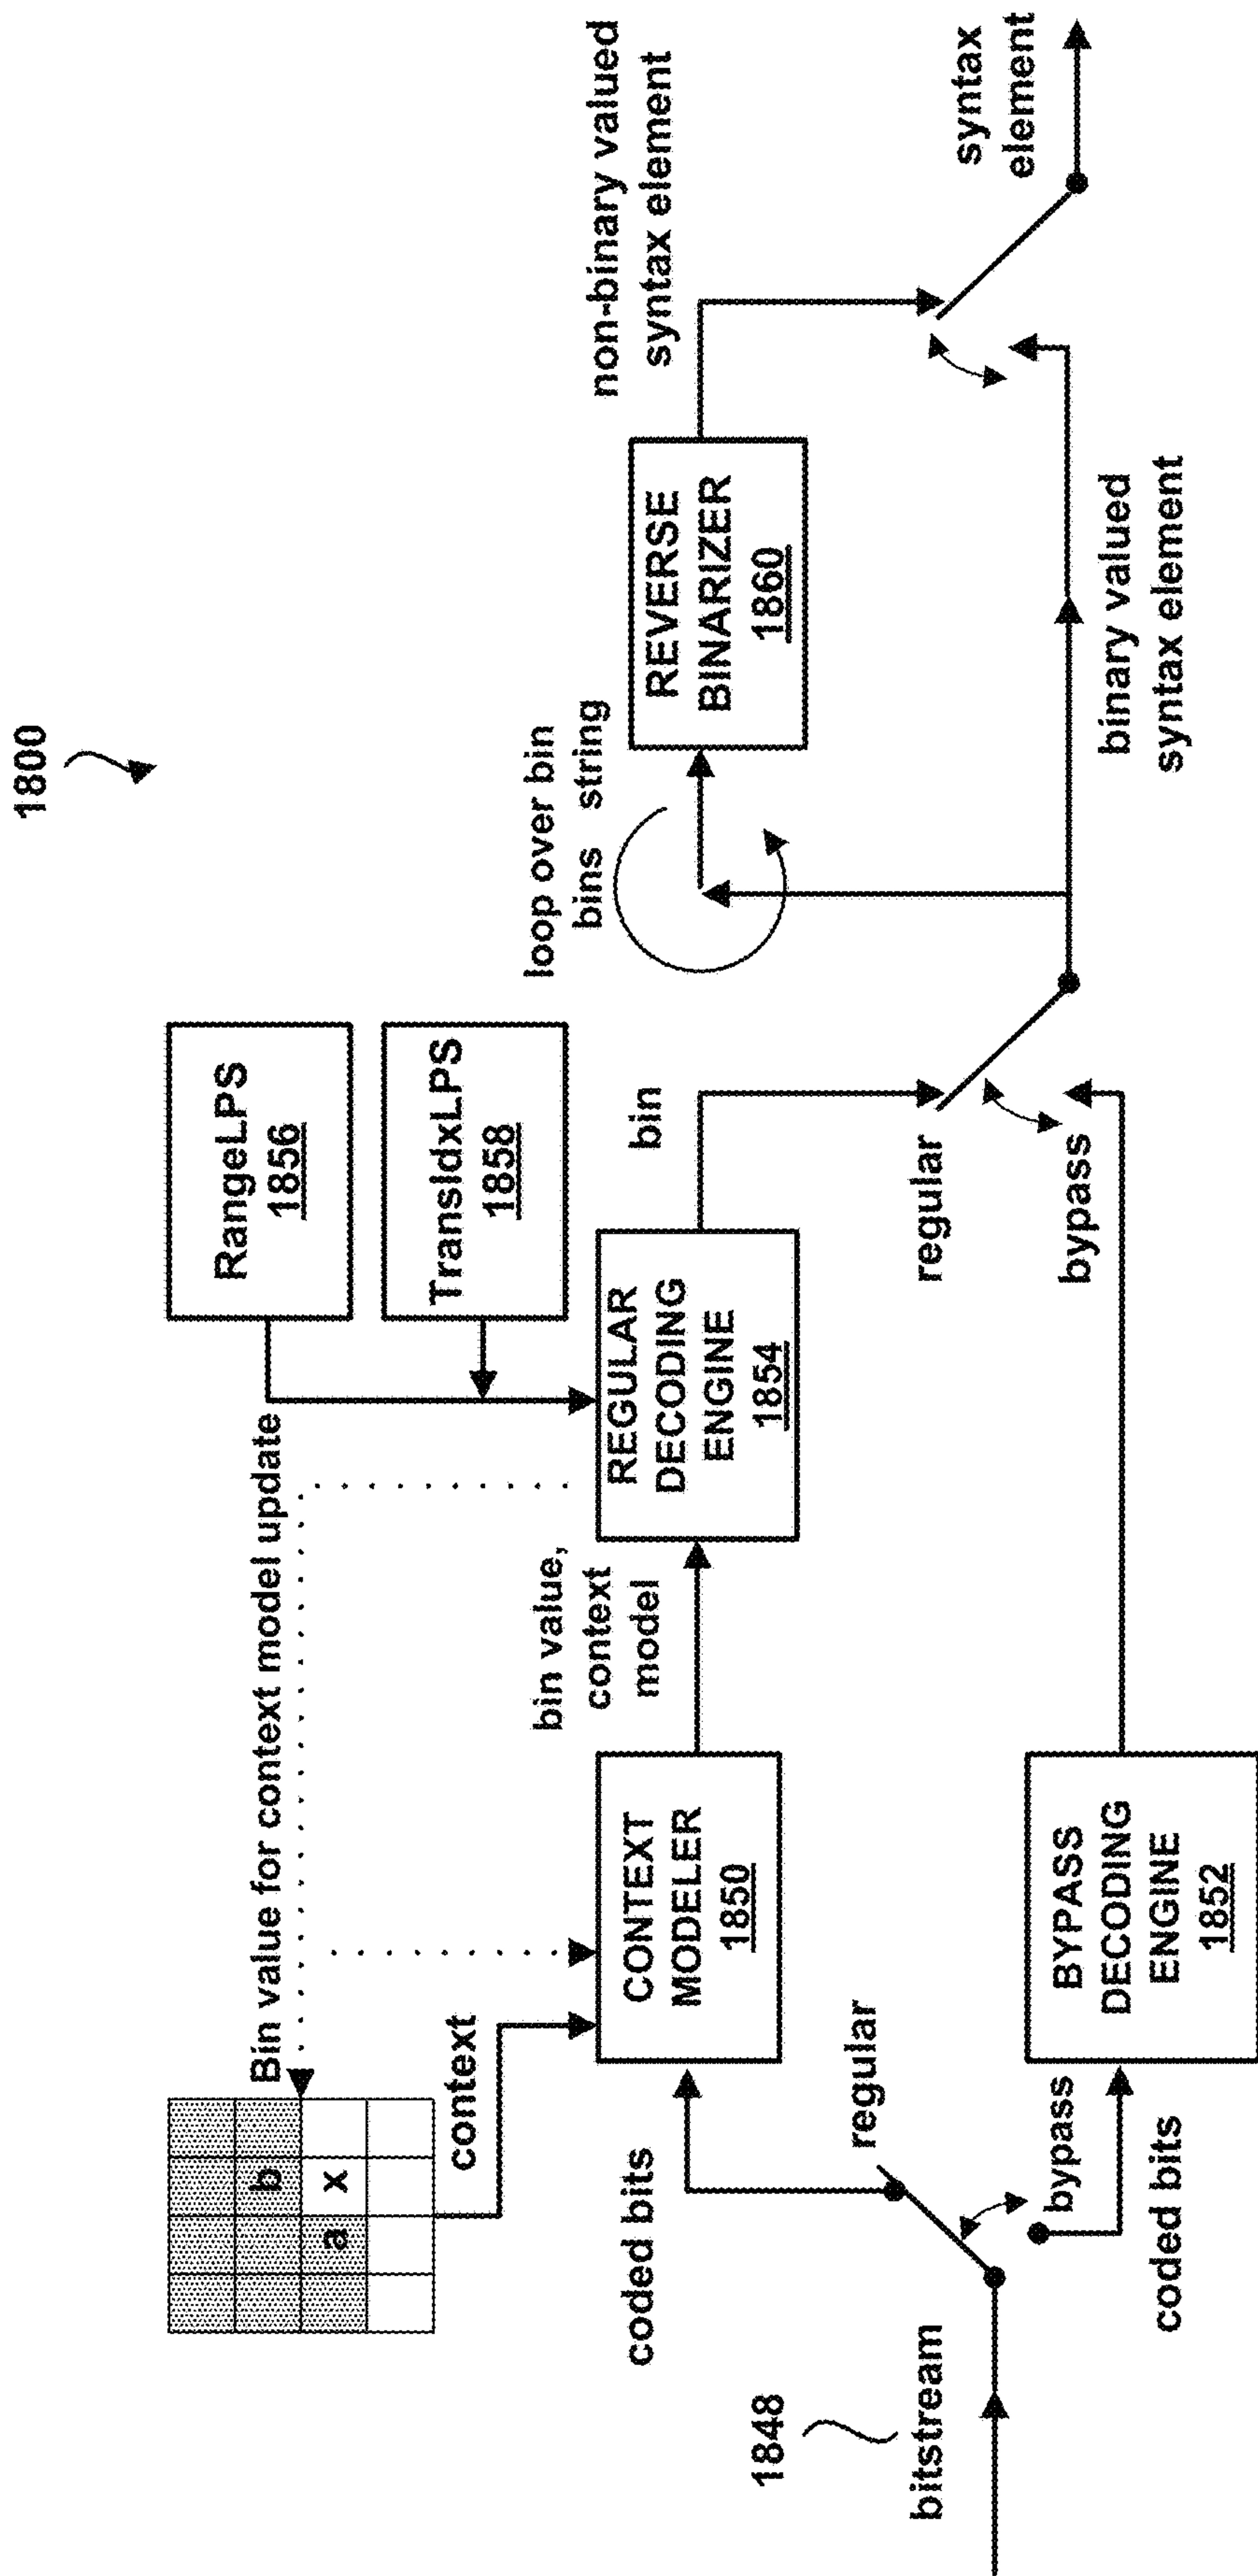 1800
Bin value for context model update
RangeLPS
1856
TransIdxLPS
1858
b
a
x
context
coded bits
CONTEXT
MODELER
1850
bin value,
context
model
REGULAR
DECODING
ENGINE
1854
bin
loop over bin
bins string
REVERSE
BINARIZER
1860
non-binary valued
syntax element
1848
bitstream
regular
bypass
coded bits
BYPASS
DECODING
ENGINE
1852
regular
bypass
binary valued
syntax element
syntax
element